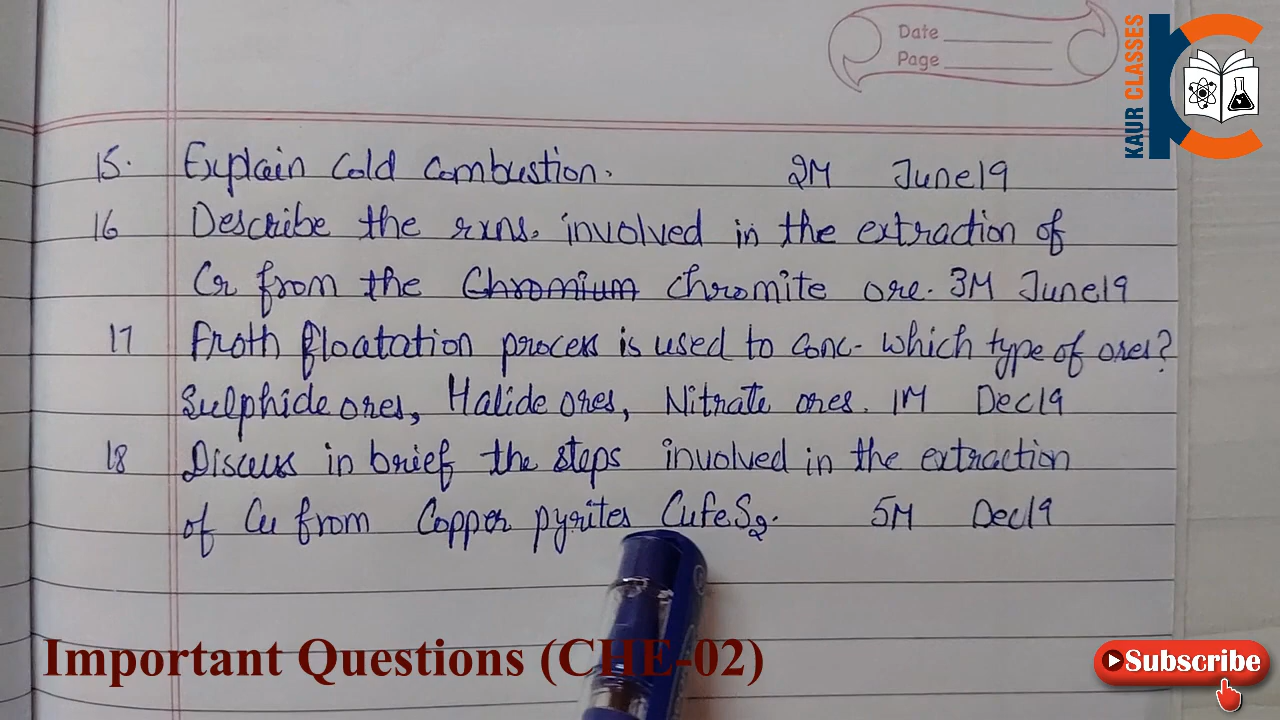 Date
Page
KAUR CLASSES
15. Explain Cold Combustion. 2M June19
16 Describe the rxns. involved in the extraction of
Cr from the Chromium chromite ore. 3M June19
17 Froth floatation process is used to conc. which type of ores?
Sulphide ores, Halide ores, Nitrate ores. 1M Dec19
18 Discuss in brief the steps involved in the extraction
of Cu from Copper pyrites CuFeS2. 5M Dec19
Important Questions (CHE-02)
Subscribe